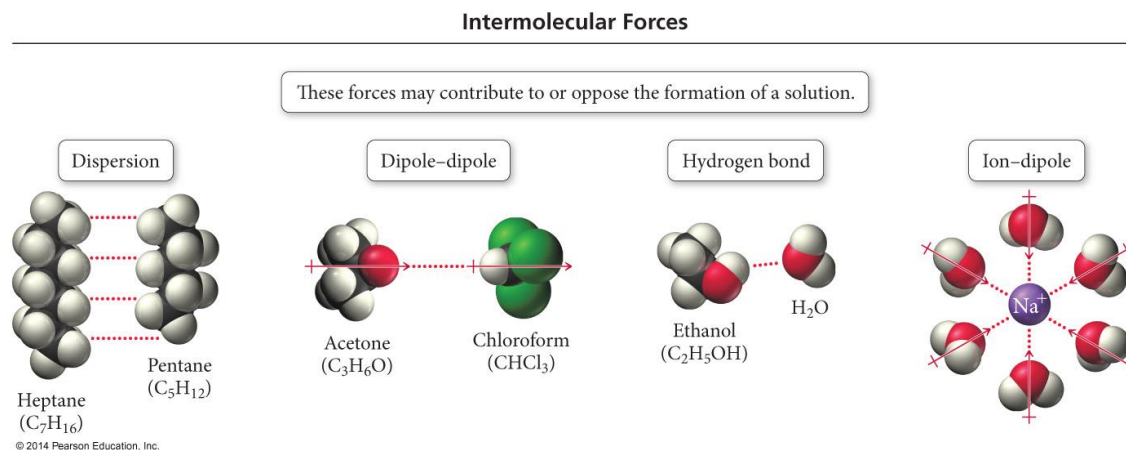 Intermolecular Forces
These forces may contribute to or oppose the formation of a solution.
Dispersion
Dipole–dipole
Hydrogen bond
Ion–dipole
Heptane
(C₇H₁₆)
Pentane
(C₅H₁₂)
Acetone
(C₃H₆O)
Chloroform
(CHCl₃)
Ethanol
(C₂H₅OH)
H₂O
Na⁺
© 2014 Pearson Education, Inc.